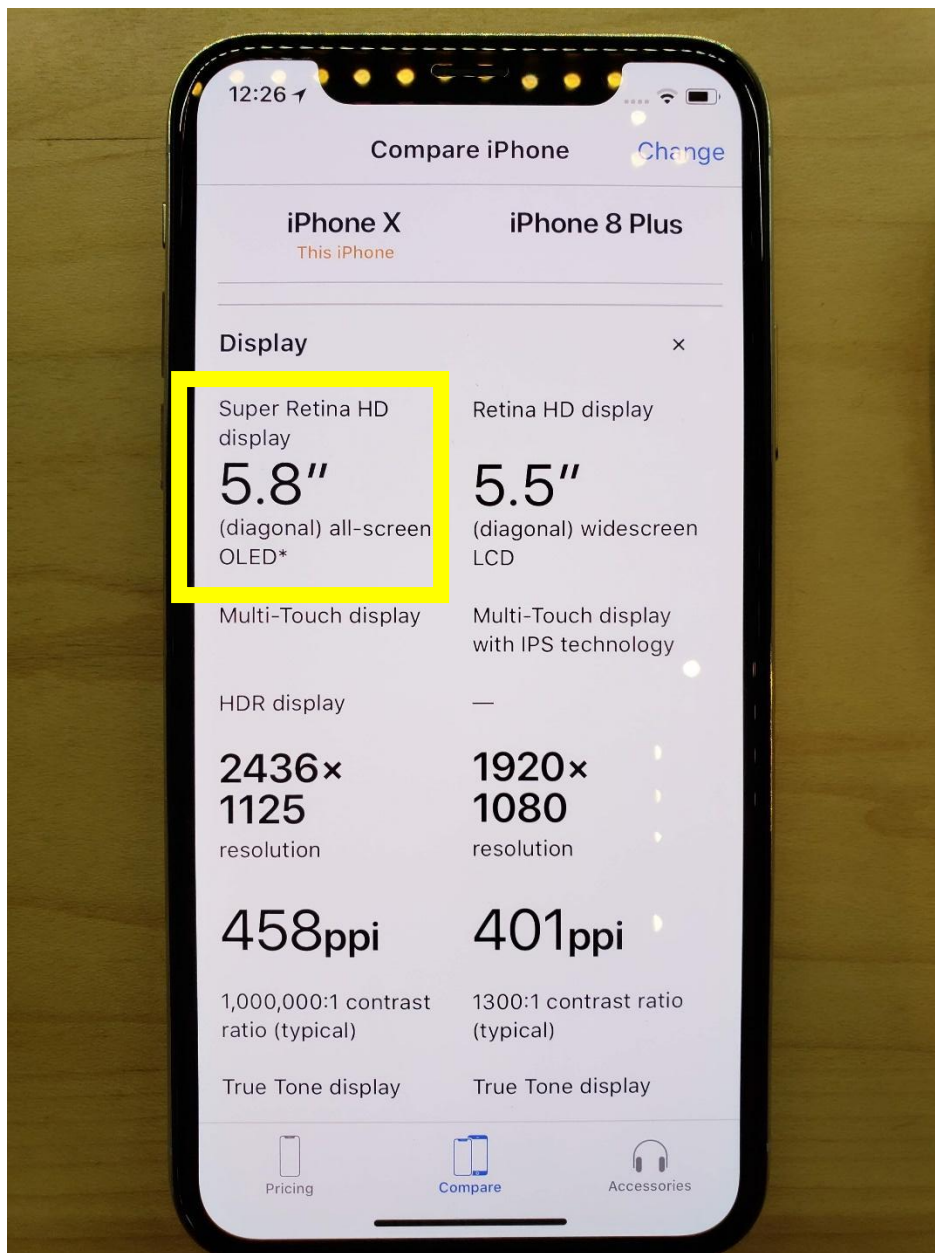 12:26
Compare iPhone
Change
iPhone X
This iPhone
iPhone 8 Plus
Display
×
Super Retina HD
display
5.8″
(diagonal) all-screen
OLED*
Retina HD display
5.5″
(diagonal) widescreen
LCD
Multi-Touch display
Multi-Touch display
with IPS technology
HDR display
—
2436×
1125
resolution
1920×
1080
resolution
458ppi
401ppi
1,000,000:1 contrast
ratio (typical)
1300:1 contrast ratio
(typical)
True Tone display
True Tone display
Pricing
Compare
Accessories